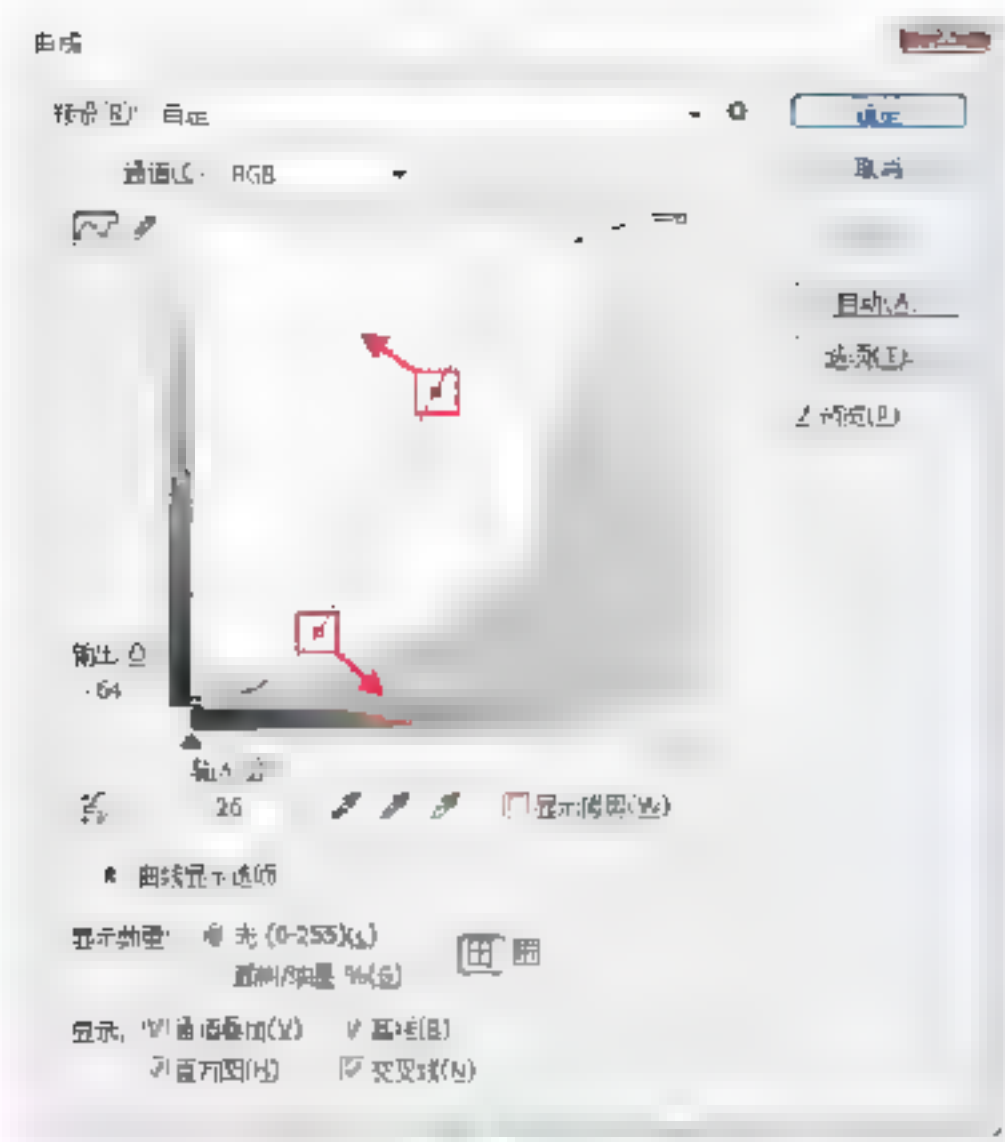 曲线
预设(R): 自定
确定
通道(C): RGB
取消
自动(A)
选项(T)
预览(P)
输出(O):
64
输入(I):
26
显示修剪(W)
曲线显示选项
显示数量:
光 (0-255)(L)
颜料/油墨 %(G)
显示:
通道叠加(V)
基线(B)
直方图(H)
交叉线(N)